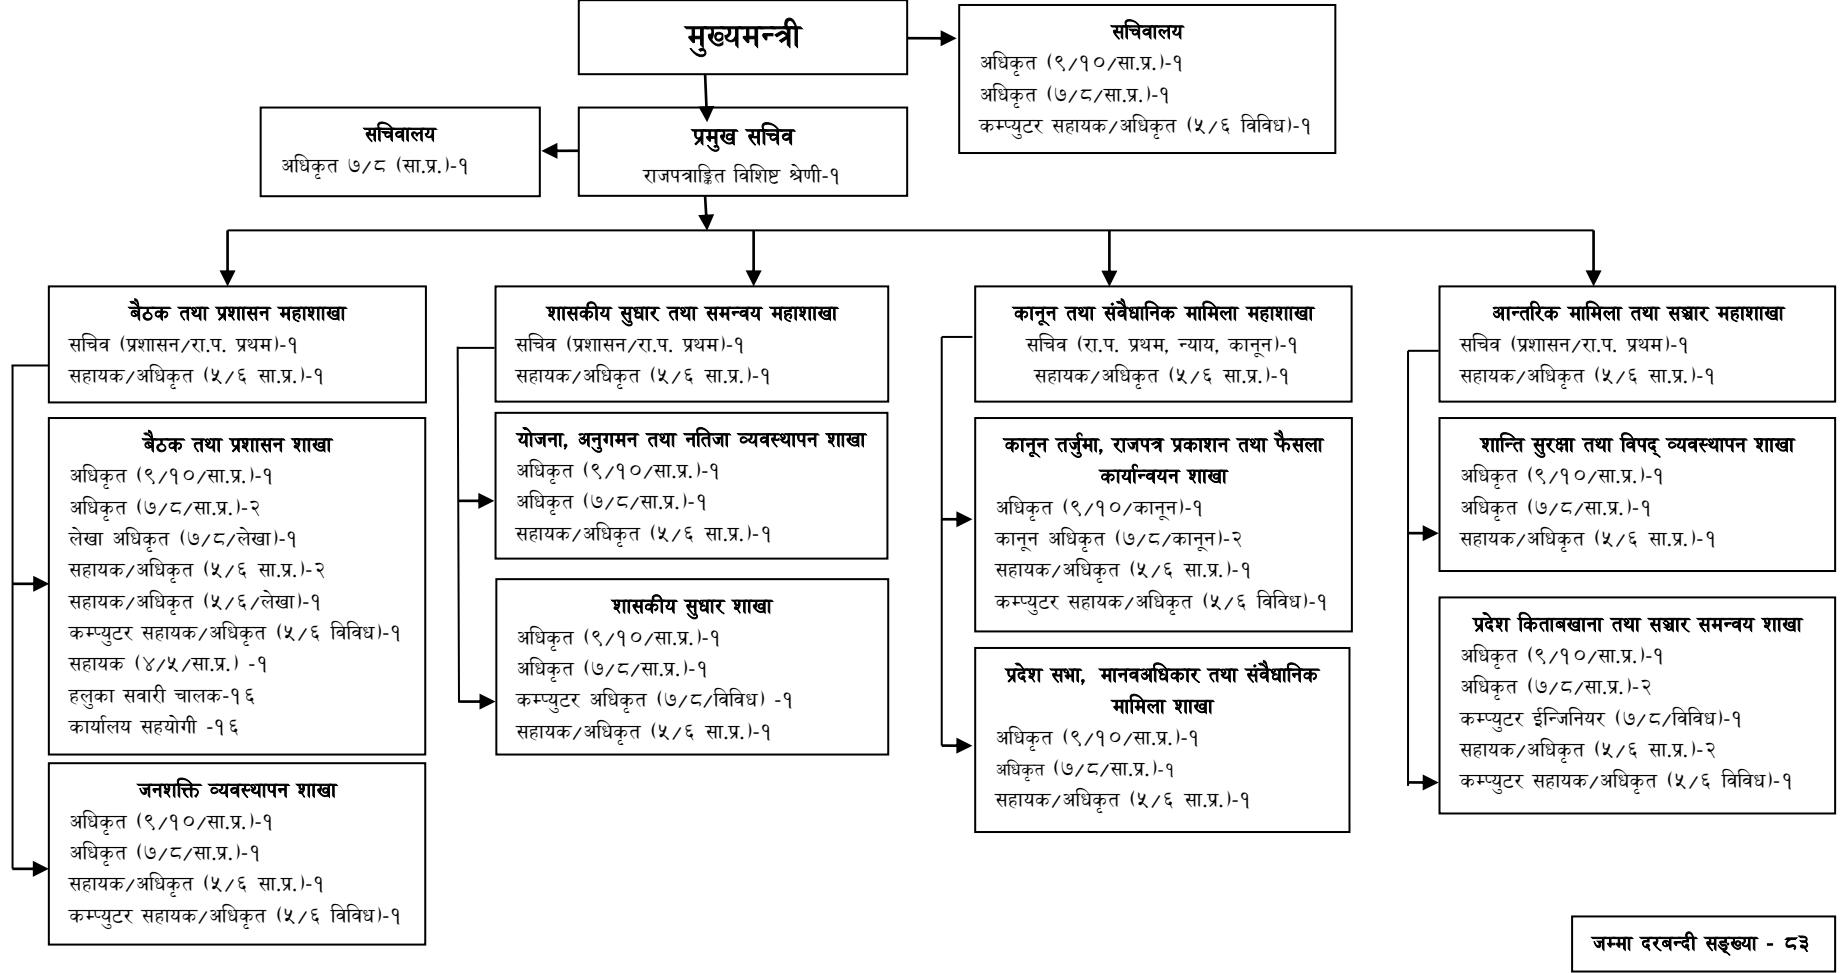 मुख्यमन्त्री
सचिवालय
अधिकृत (९/१०/सा.प्र.)-१
अधिकृत (७/८/सा.प्र.)-१
कम्प्युटर सहायक/अधिकृत (५/६ विविध)-१
सचिवालय
अधिकृत ७/८ (सा.प्र.)-१
प्रमुख सचिव
राजपत्राङ्कित विशिष्ट श्रेणी-१
बैठक तथा प्रशासन महाशाखा
सचिव (प्रशासन/रा.प. प्रथम)-१
सहायक/अधिकृत (५/६ सा.प्र.)-१
बैठक तथा प्रशासन शाखा
अधिकृत (९/१०/सा.प्र.)-१
अधिकृत (७/८/सा.प्र.)-२
लेखा अधिकृत (७/८/लेखा)-१
सहायक/अधिकृत (५/६ सा.प्र.)-२
सहायक/अधिकृत (५/६/लेखा)-१
कम्प्युटर सहायक/अधिकृत (५/६ विविध)-१
सहायक (४/५/सा.प्र.) -१
हलुका सवारी चालक-१६
कार्यालय सहयोगी -१६
जनशक्ति व्यवस्थापन शाखा
अधिकृत (९/१०/सा.प्र.)-१
अधिकृत (७/८/सा.प्र.)-१
सहायक/अधिकृत (५/६ सा.प्र.)-१
कम्प्युटर सहायक/अधिकृत (५/६ विविध)-१
शासकीय सुधार तथा समन्वय महाशाखा
सचिव (प्रशासन/रा.प. प्रथम)-१
सहायक/अधिकृत (५/६ सा.प्र.)-१
योजना, अनुगमन तथा नतिजा व्यवस्थापन शाखा
अधिकृत (९/१०/सा.प्र.)-१
अधिकृत (७/८/सा.प्र.)-१
सहायक/अधिकृत (५/६ सा.प्र.)-१
शासकीय सुधार शाखा
अधिकृत (९/१०/सा.प्र.)-१
अधिकृत (७/८/सा.प्र.)-१
कम्प्युटर अधिकृत (७/८/विविध) -१
सहायक/अधिकृत (५/६ सा.प्र.)-१
कानून तथा संवैधानिक मामिला महाशाखा
सचिव (रा.प. प्रथम, न्याय, कानून)-१
सहायक/अधिकृत (५/६ सा.प्र.)-१
कानून तर्जुमा, राजपत्र प्रकाशन तथा फैसला
कार्यान्वयन शाखा
अधिकृत (९/१०/कानून)-१
कानून अधिकृत (७/८/कानून)-२
सहायक/अधिकृत (५/६ सा.प्र.)-१
कम्प्युटर सहायक/अधिकृत (५/६ विविध)-१
प्रदेश सभा, मानवअधिकार तथा संवैधानिक
मामिला शाखा
अधिकृत (९/१०/सा.प्र.)-१
अधिकृत (७/८/सा.प्र.)-१
सहायक/अधिकृत (५/६ सा.प्र.)-१
आन्तरिक मामिला तथा सञ्चार महाशाखा
सचिव (प्रशासन/रा.प. प्रथम)-१
सहायक/अधिकृत (५/६ सा.प्र.)-१
शान्ति सुरक्षा तथा विपद् व्यवस्थापन शाखा
अधिकृत (९/१०/सा.प्र.)-१
अधिकृत (७/८/सा.प्र.)-१
सहायक/अधिकृत (५/६ सा.प्र.)-१
प्रदेश किताबखाना तथा सञ्चार समन्वय शाखा
अधिकृत (९/१०/सा.प्र.)-१
अधिकृत (७/८/सा.प्र.)-२
कम्प्युटर ईन्जिनियर (७/८/विविध)-१
सहायक/अधिकृत (५/६ सा.प्र.)-२
कम्प्युटर सहायक/अधिकृत (५/६ विविध)-१
जम्मा दरबन्दी सङ्ख्या - ८३